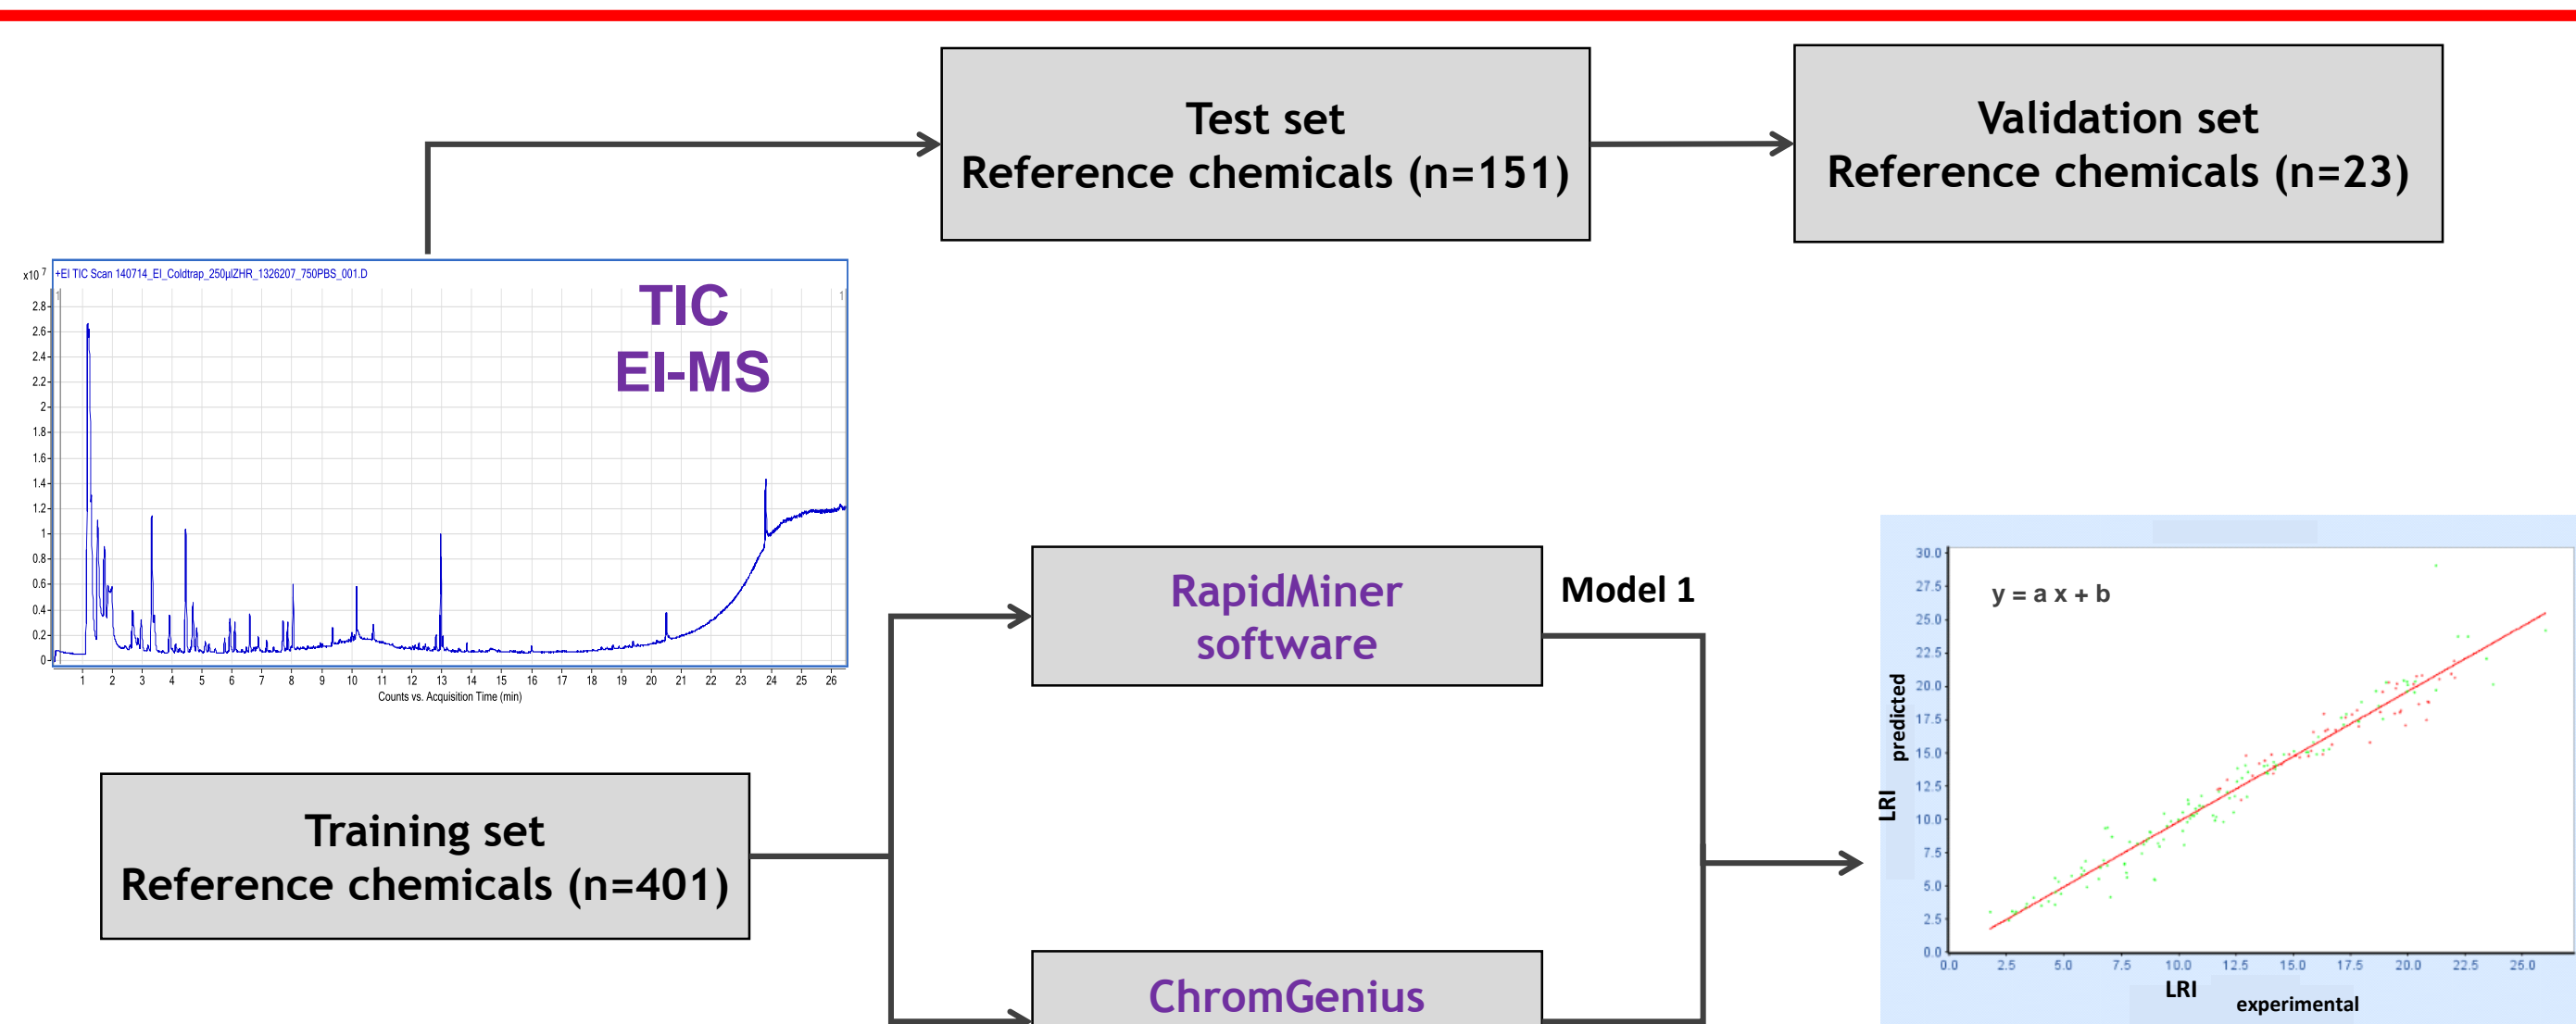 Test set
Reference chemicals (n=151)
Validation set
Reference chemicals (n=23)
x10 7
+EI TIC Scan 140714_EI_Coldtrap_250µlZHR_1326207_750PBS_001.D
1
1
TIC
EI-MS
2.8
2.6
2.4
2.2
2
1.8
1.6
1.4
1.2
1
0.8
0.6
0.4
0.2
0
1 2 3 4 5 6 7 8 9 10 11 12 13 14 15 16 17 18 19 20 21 22 23 24 25 26
Counts vs. Acquisition Time (min)
Training set
Reference chemicals (n=401)
RapidMiner
software
Model 1
ChromGenius
y = a x + b
30.0
27.5
25.0
22.5
20.0
17.5
15.0
12.5
10.0
7.5
5.0
2.5
0.0
LRI predicted
0.0 2.5 5.0 7.5 10.0 12.5 15.0 17.5 20.0 22.5 25.0
LRI experimental